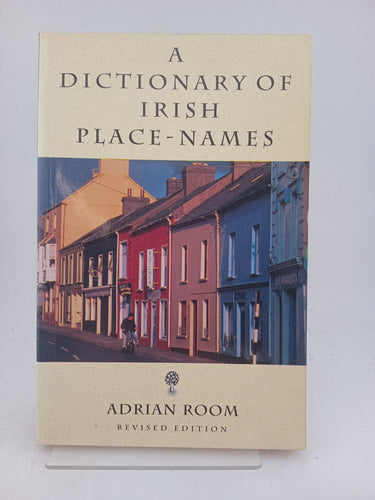 A
DICTIONARY OF
IRISH
PLACE-NAMES
ADRIAN ROOM
REVISED EDITION